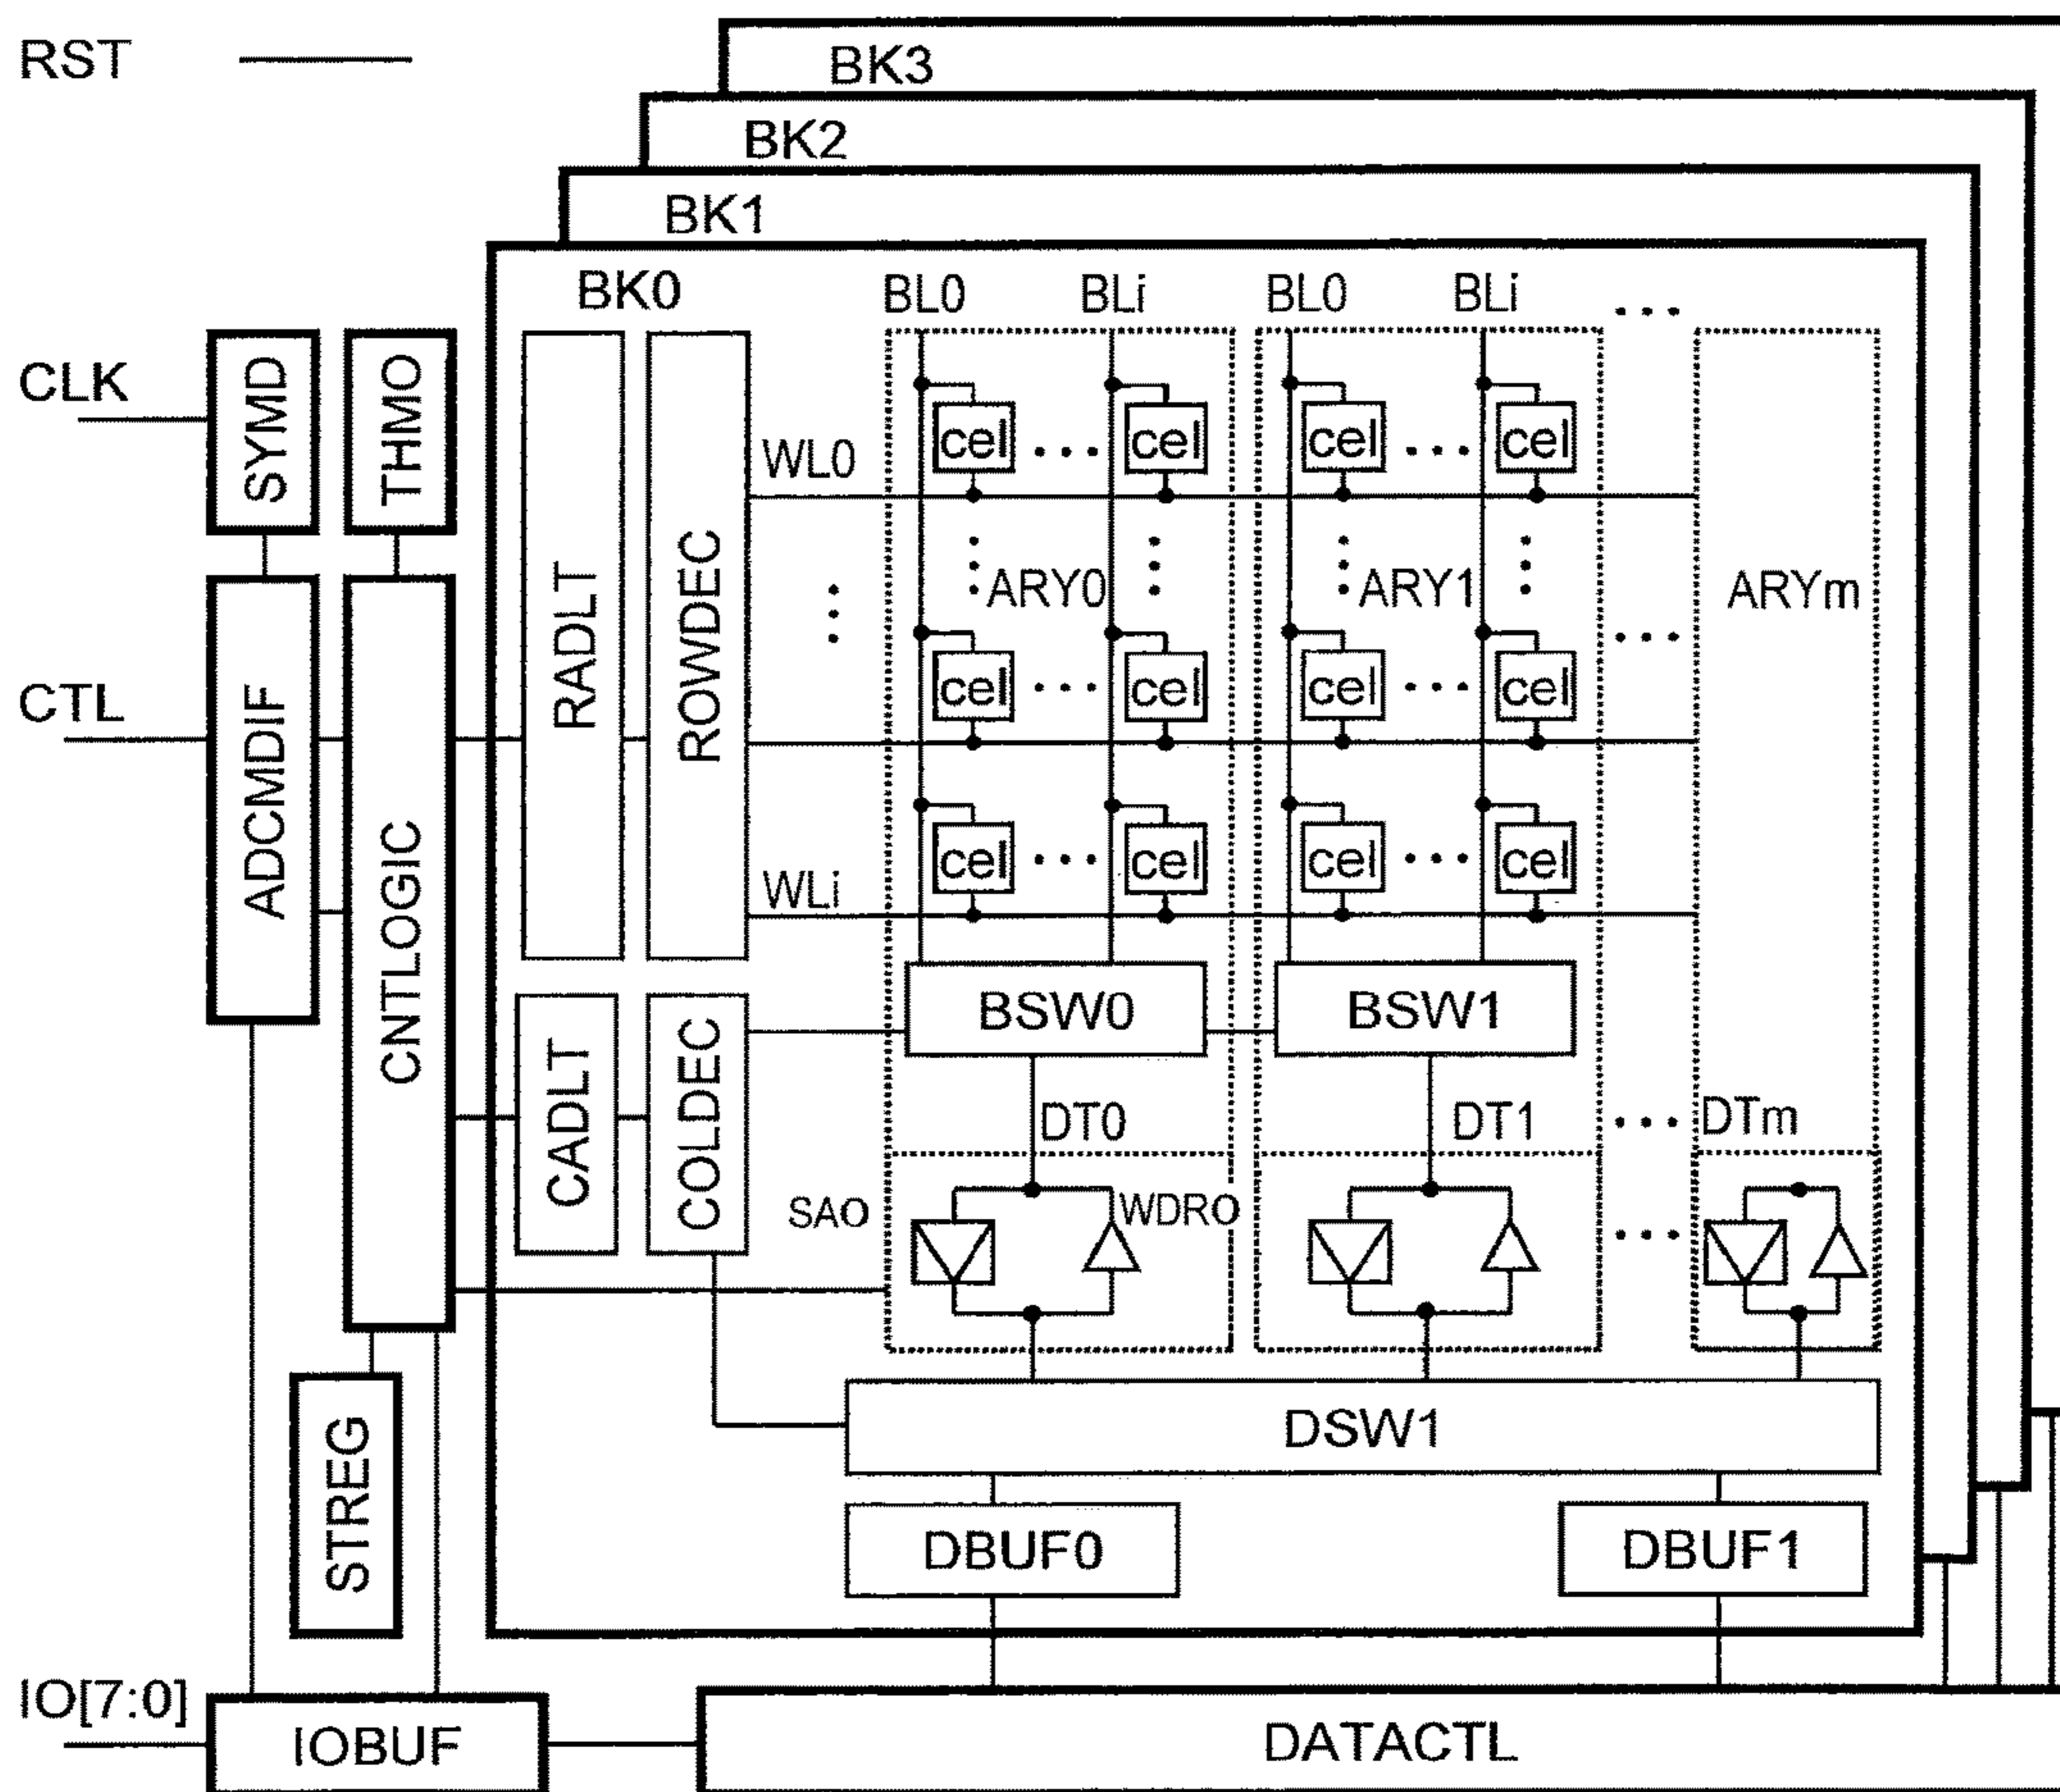 RST
BK3
BK2
BK1
BK0
BL0 BLi BL0 BLi ...
CLK
SYMD
THMO
cel ... cel cel ... cel
WL0
ADCMDIF
CNTLOGIC
RADLT
ROWDEC
ARY0 ARY1 ARYm
CTL
cel ... cel cel ... cel ...
cel ... cel cel ... cel
WLi
BSW0 BSW1
CADLT
COLDEC
DT0 DT1 ... DTm
SAO WDRO ...
STREG
DSW1
DBUF0 DBUF1
IO[7:0]
IOBUF DATACTL